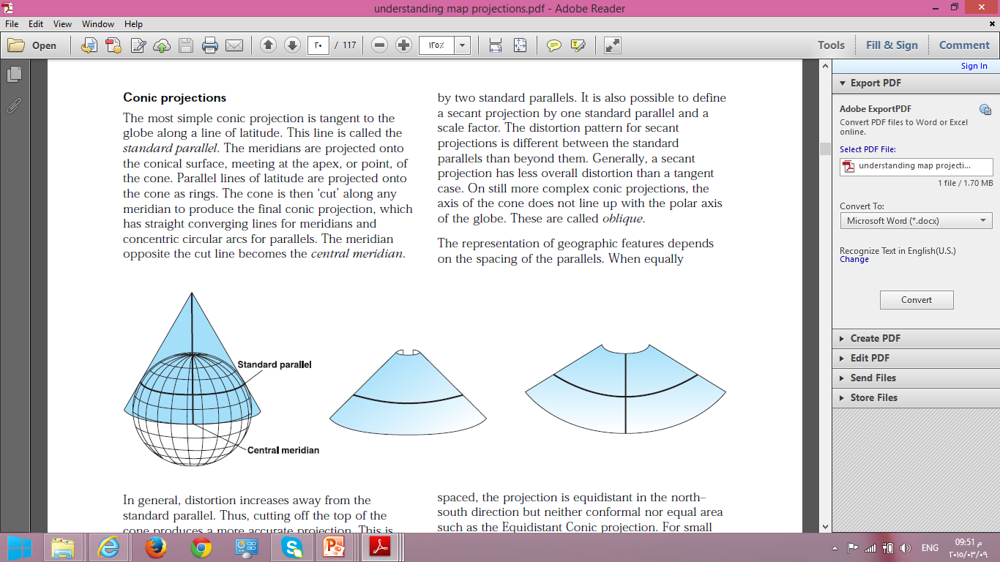 understanding map projections.pdf - Adobe Reader
File Edit View Window Help
Open ٢٠ / 117 ١٢٥٪ Tools Fill & Sign Comment
Sign In
Conic projections
The most simple conic projection is tangent to the
globe along a line of latitude. This line is called the
standard parallel. The meridians are projected onto
the conical surface, meeting at the apex, or point, of
the cone. Parallel lines of latitude are projected onto
the cone as rings. The cone is then ‘cut’ along any
meridian to produce the final conic projection, which
has straight converging lines for meridians and
concentric circular arcs for parallels. The meridian
opposite the cut line becomes the central meridian.
by two standard parallels. It is also possible to define
a secant projection by one standard parallel and a
scale factor. The distortion pattern for secant
projections is different between the standard
parallels than beyond them. Generally, a secant
projection has less overall distortion than a tangent
case. On still more complex conic projections, the
axis of the cone does not line up with the polar axis
of the globe. These are called oblique.
The representation of geographic features depends
on the spacing of the parallels. When equally
Standard parallel
Central meridian
In general, distortion increases away from the
standard parallel. Thus, cutting off the top of the
cone produces a more accurate projection. This is
spaced, the projection is equidistant in the north–
south direction but neither conformal nor equal area
such as the Equidistant Conic projection. For small
Export PDF
Adobe ExportPDF
Convert PDF files to Word or Excel
online.
Select PDF File:
understanding map projecti...
1 file / 1.70 MB
Convert To:
Microsoft Word (*.docx)
Recognize Text in English(U.S.)
Change
Convert
Create PDF
Edit PDF
Send Files
Store Files
ENG
09:51 م
٢٠١٥/٠٣/٠٩